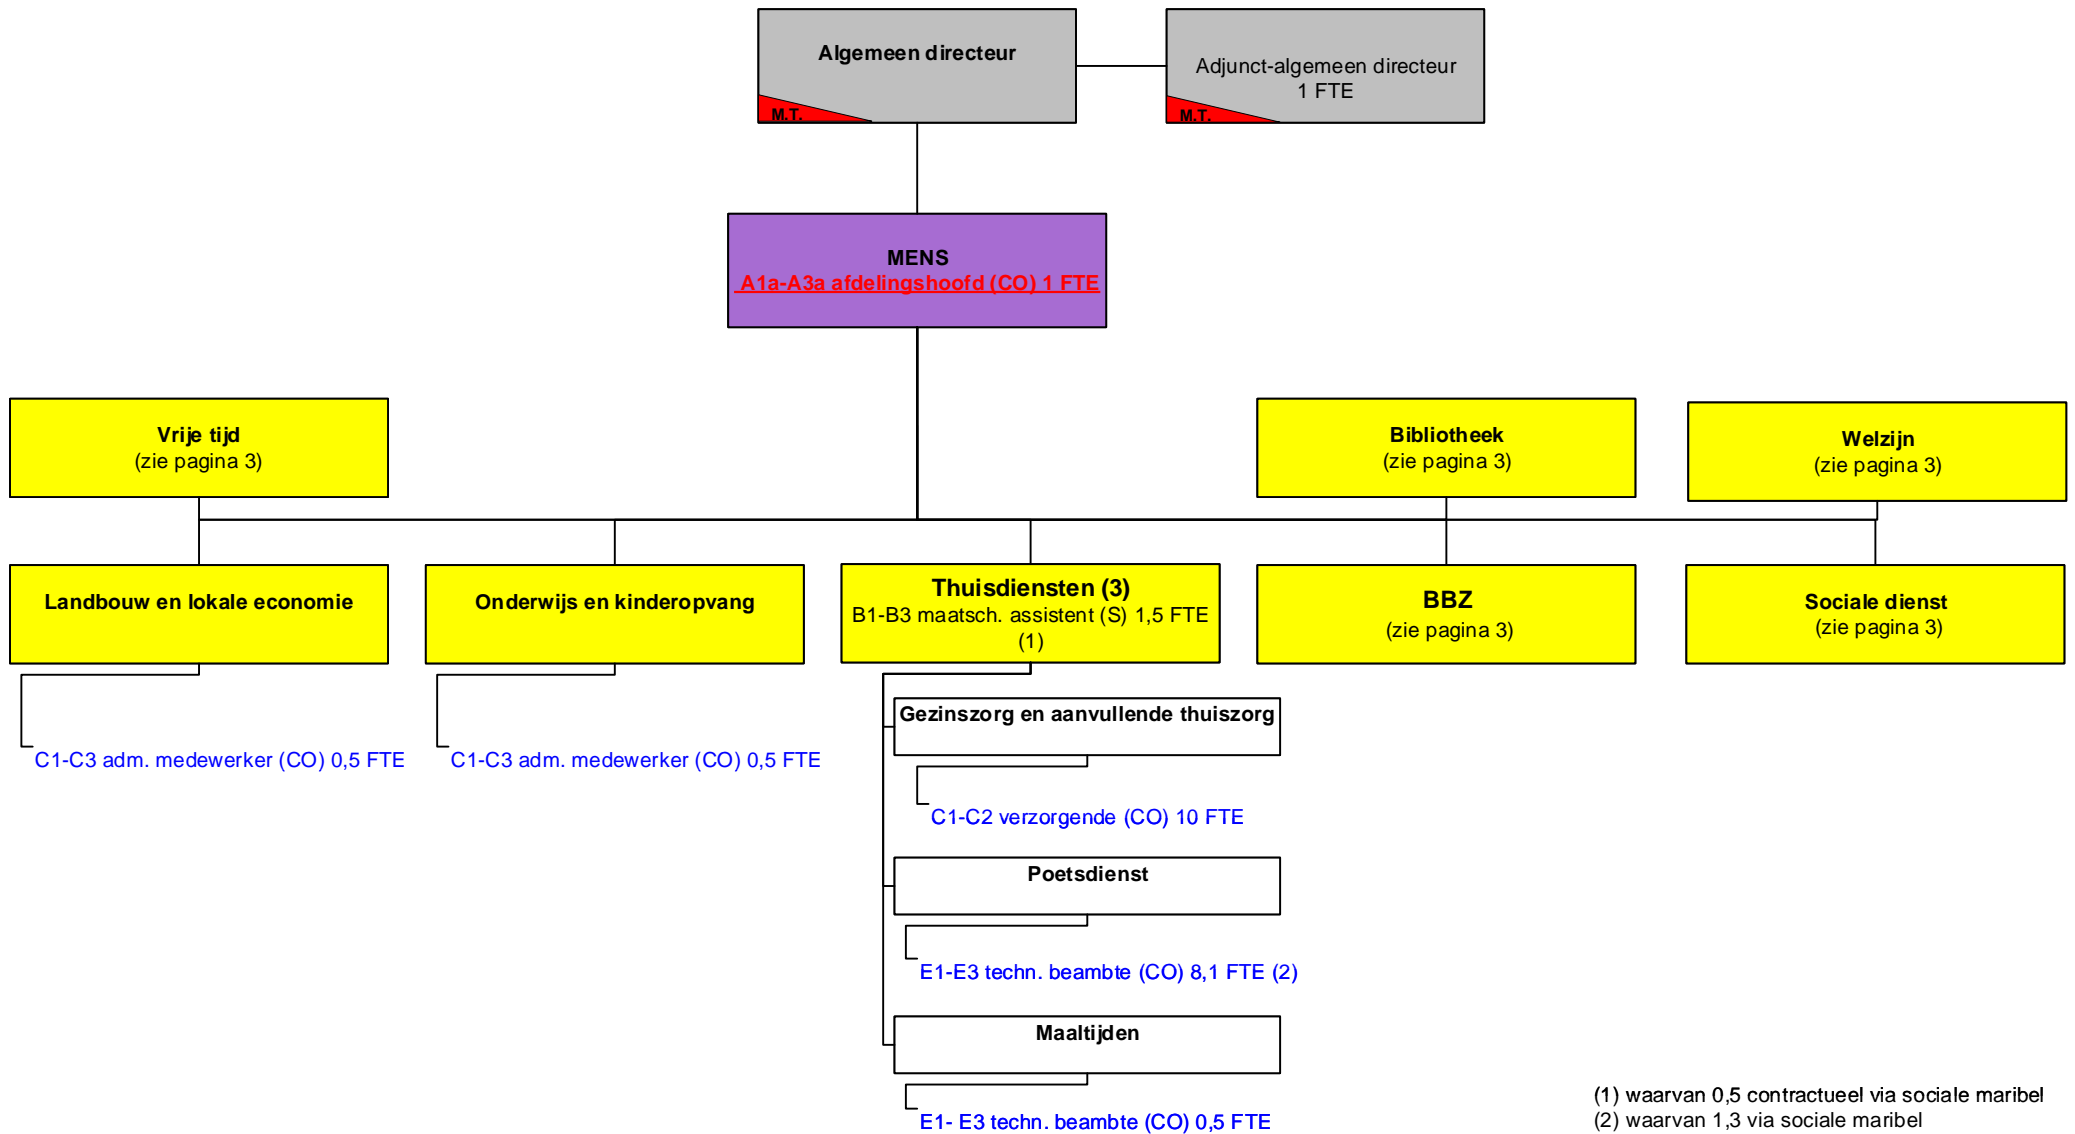 Algemeen directeur
M.T.
Adjunct-algemeen directeur
1 FTE
M.T.
MENS
A1a-A3a afdelingshoofd (CO) 1 FTE
Vrije tijd
(zie pagina 3)
Bibliotheek
(zie pagina 3)
Welzijn
(zie pagina 3)
Landbouw en lokale economie
Onderwijs en kinderopvang
Thuisdiensten (3)
B1-B3 maatsch. assistent (S) 1,5 FTE
(1)
BBZ
(zie pagina 3)
Sociale dienst
(zie pagina 3)
C1-C3 adm. medewerker (CO) 0,5 FTE
C1-C3 adm. medewerker (CO) 0,5 FTE
Gezinszorg en aanvullende thuiszorg
C1-C2 verzorgende (CO) 10 FTE
Poetsdienst
E1-E3 techn. beambte (CO) 8,1 FTE (2)
Maaltijden
E1- E3 techn. beambte (CO) 0,5 FTE
(1) waarvan 0,5 contractueel via sociale maribel
(2) waarvan 1,3 via sociale maribel